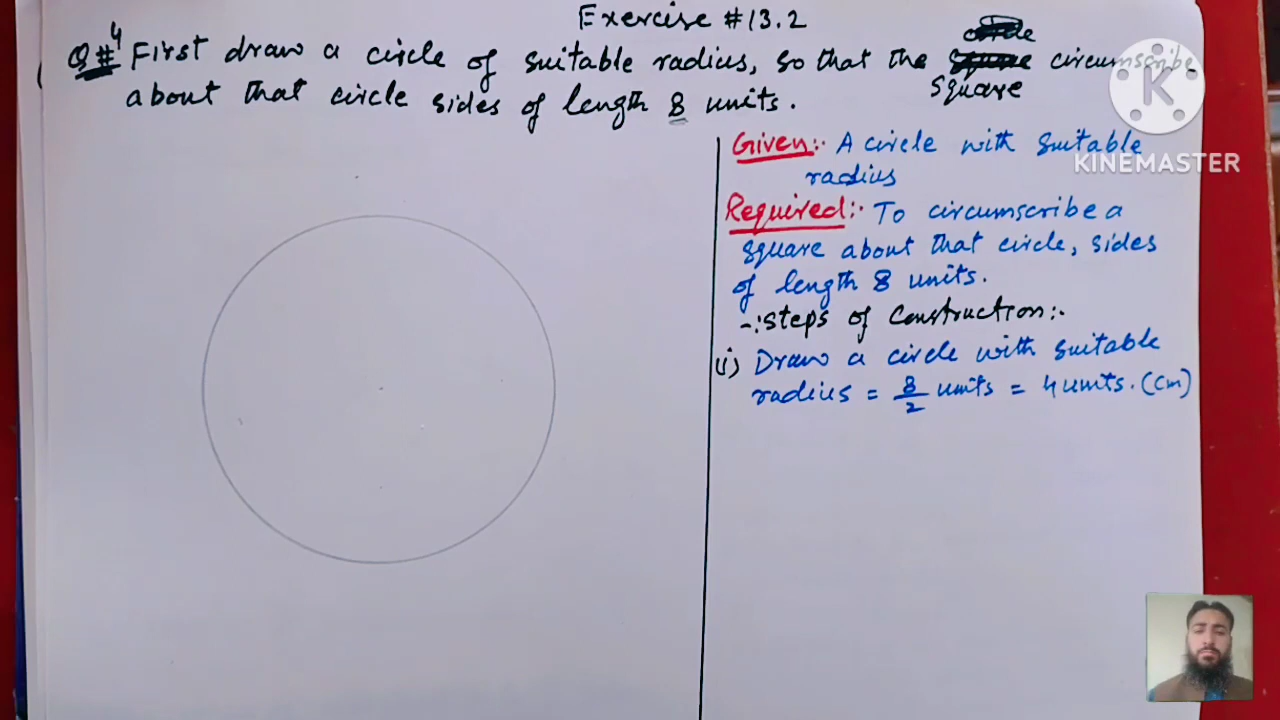 Exercise #13.2
Q#4 First draw a circle of suitable radius, so that the circumscribe
Square
about that circle sides of length 8 units.
KINEMASTER
Given:- A circle with suitable
radius
Required:- To circumscribe a
square about that circle, sides
of length 8 units.
-:steps of Construction:-
(i) Draw a circle with suitable
radius = 8/2 units = 4 units. (cm)